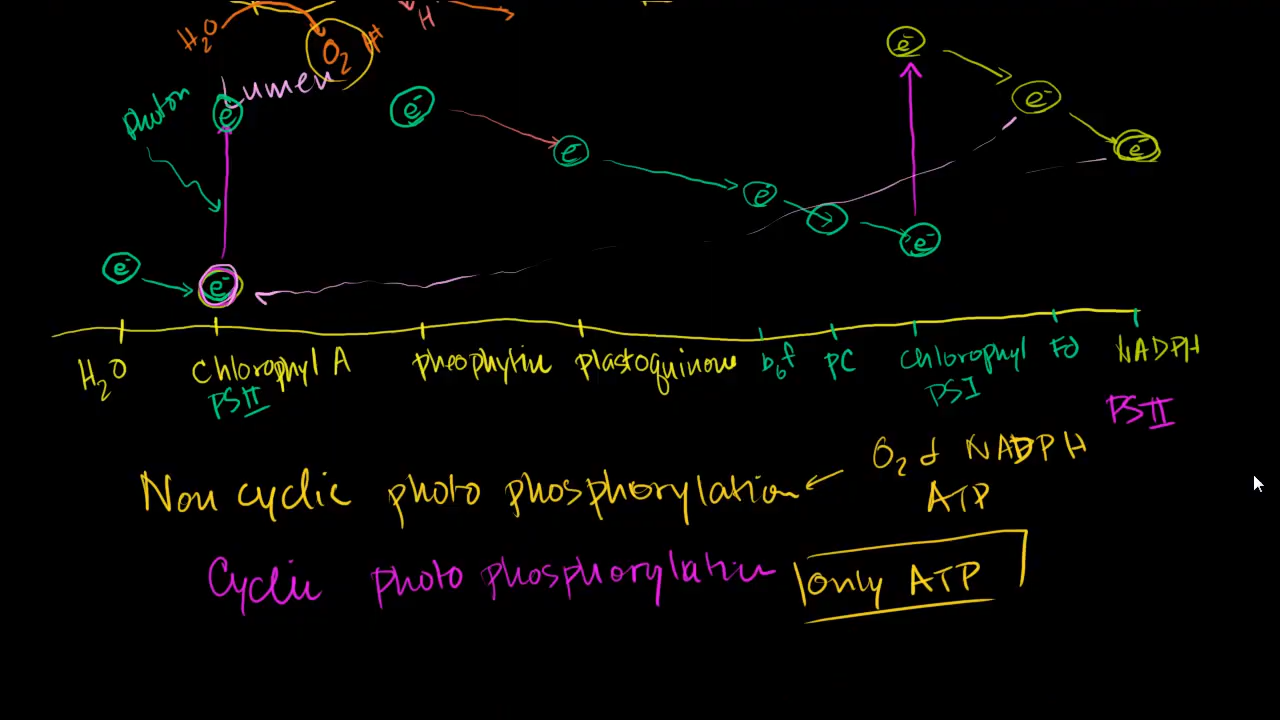 H₂O
O₂
H⁺
H
Lumen
Photon
e⁻
e⁻
e⁻
e⁻
e⁻
e⁻
e⁻
e⁻
e⁻
e⁻
H₂O chlorophyl A pheophytin plastoquinone b₆f PC chlorophyl Fd NADPH
PSII PSI PSII
Non cyclic photo phosphorylation ← O₂ & NADPH
ATP
Cyclic photo phosphorylation only ATP